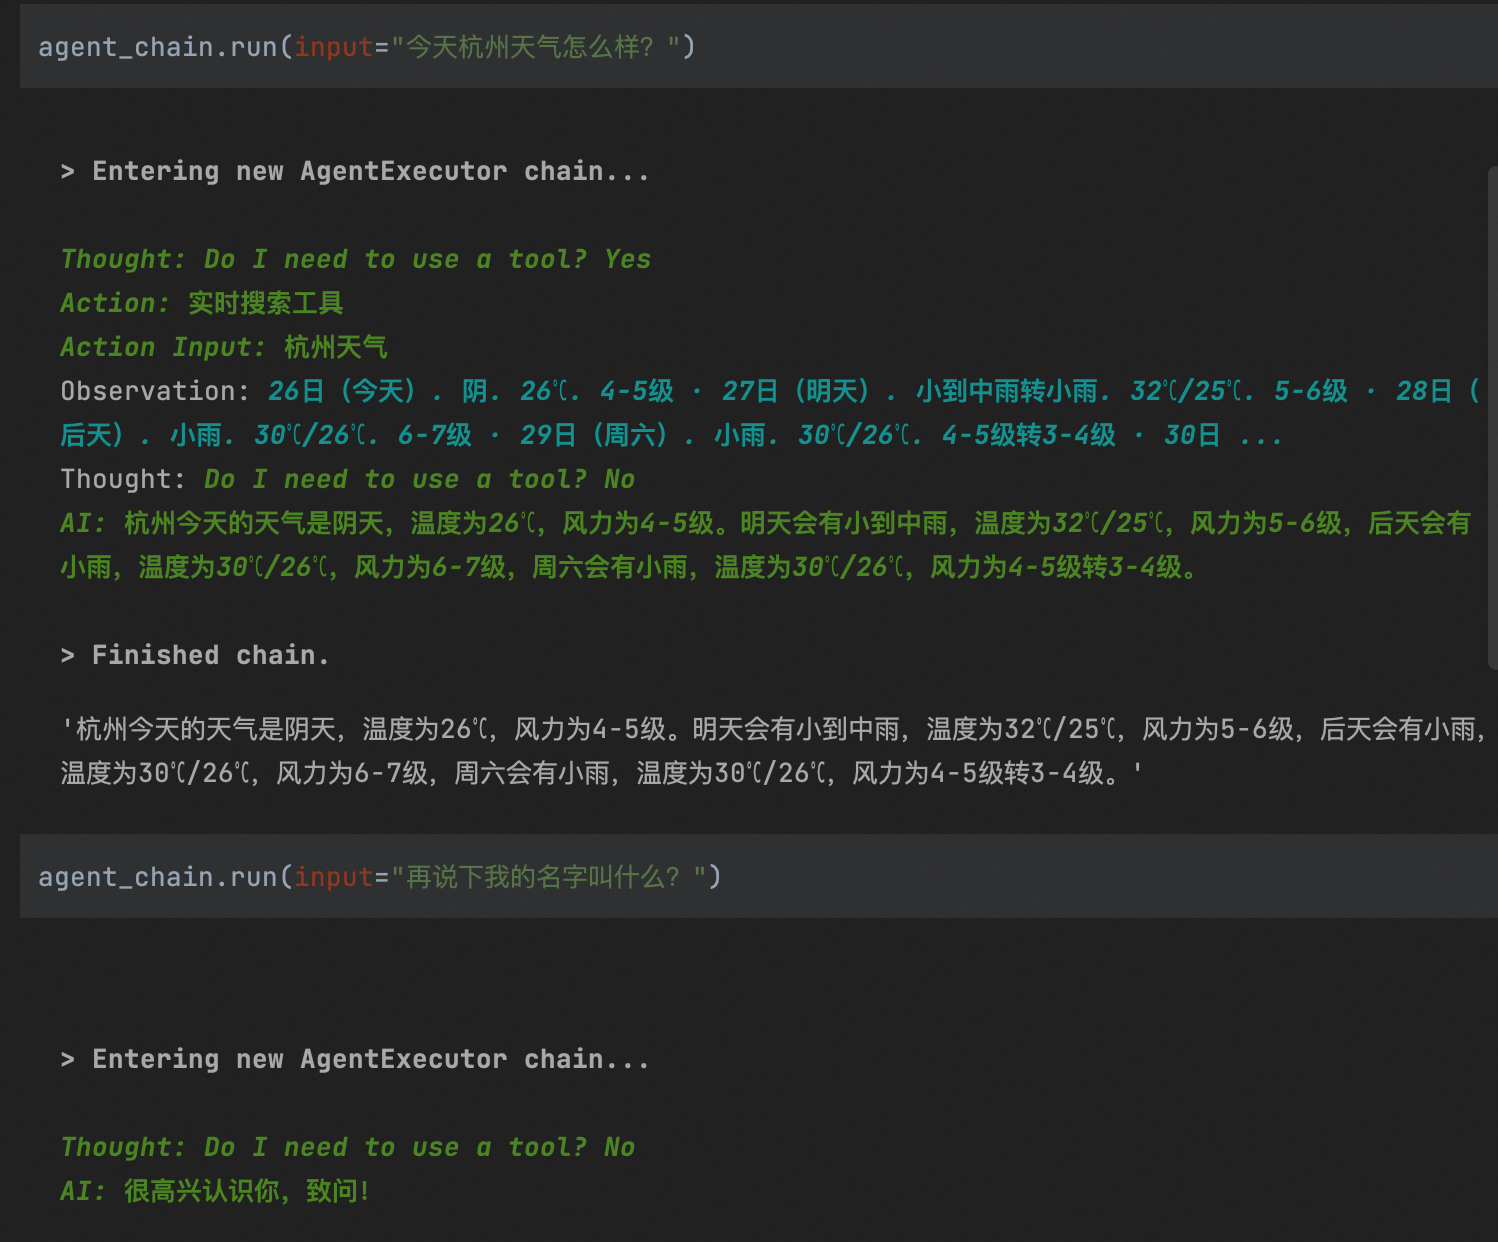 agent_chain.run(input="今天杭州天气怎么样？")
> Entering new AgentExecutor chain...
Thought: Do I need to use a tool? Yes
Action: 实时搜索工具
Action Input: 杭州天气
Observation: 26日（今天）. 阴. 26℃. 4-5级 · 27日（明天）. 小到中雨转小雨. 32℃/25℃. 5-6级 · 28日（
后天）. 小雨. 30℃/26℃. 6-7级 · 29日（周六）. 小雨. 30℃/26℃. 4-5级转3-4级 · 30日 ...
Thought: Do I need to use a tool? No
AI: 杭州今天的天气是阴天，温度为26℃，风力为4-5级。明天会有小到中雨，温度为32℃/25℃，风力为5-6级，后天会有
小雨，温度为30℃/26℃，风力为6-7级，周六会有小雨，温度为30℃/26℃，风力为4-5级转3-4级。
> Finished chain.
'杭州今天的天气是阴天，温度为26℃，风力为4-5级。明天会有小到中雨，温度为32℃/25℃，风力为5-6级，后天会有小雨，
温度为30℃/26℃，风力为6-7级，周六会有小雨，温度为30℃/26℃，风力为4-5级转3-4级。'
agent_chain.run(input="再说下我的名字叫什么？")
> Entering new AgentExecutor chain...
Thought: Do I need to use a tool? No
AI: 很高兴认识你，致问！